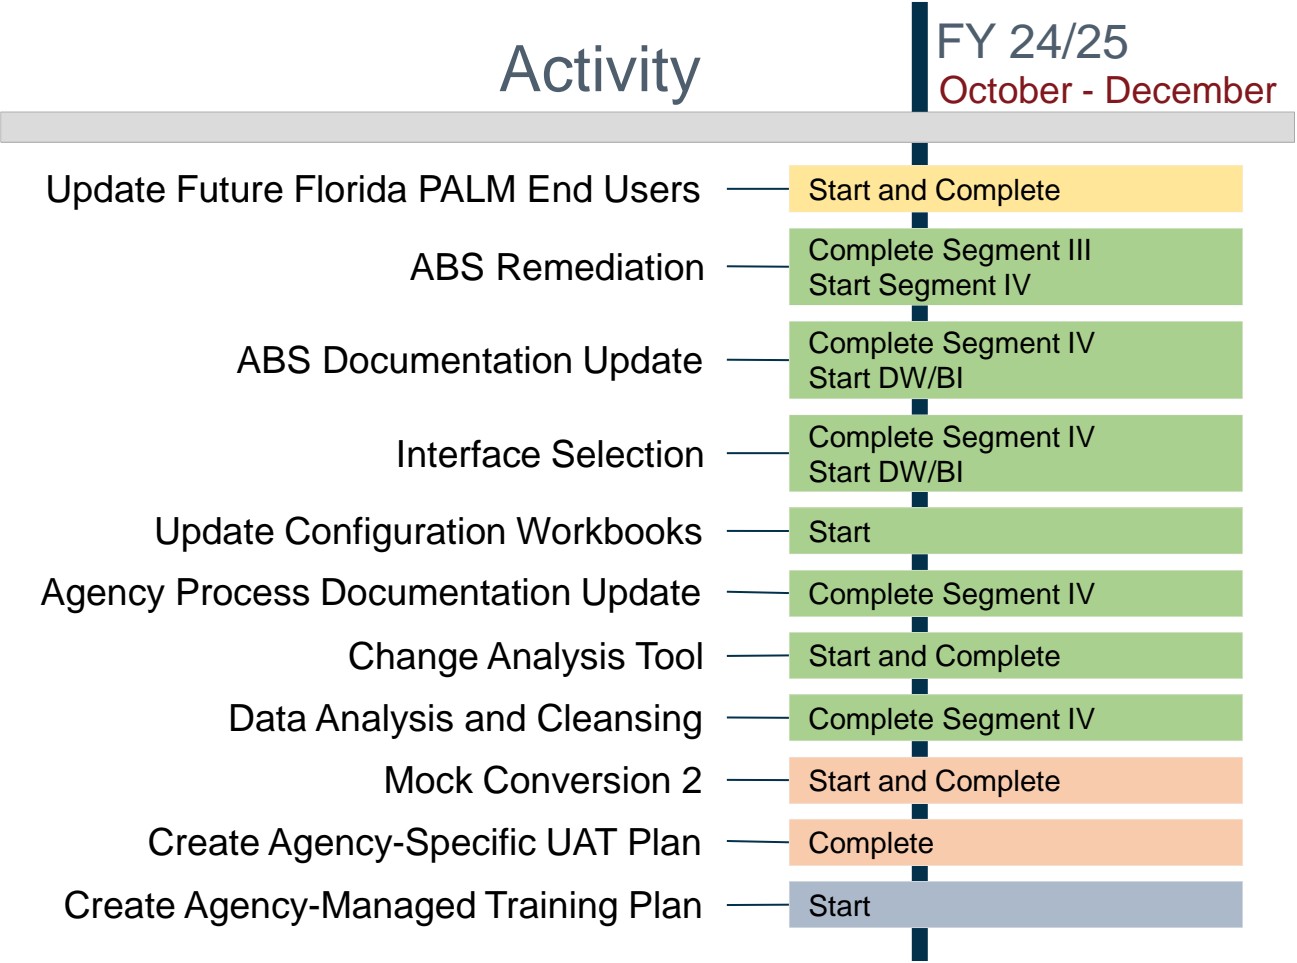 Activity
FY 24/25
October - December
Update Future Florida PALM End Users
Start and Complete
ABS Remediation
Complete Segment III
Start Segment IV
ABS Documentation Update
Complete Segment IV
Start DW/BI
Interface Selection
Complete Segment IV
Start DW/BI
Update Configuration Workbooks
Start
Agency Process Documentation Update
Complete Segment IV
Change Analysis Tool
Start and Complete
Data Analysis and Cleansing
Complete Segment IV
Mock Conversion 2
Start and Complete
Create Agency-Specific UAT Plan
Complete
Create Agency-Managed Training Plan
Start